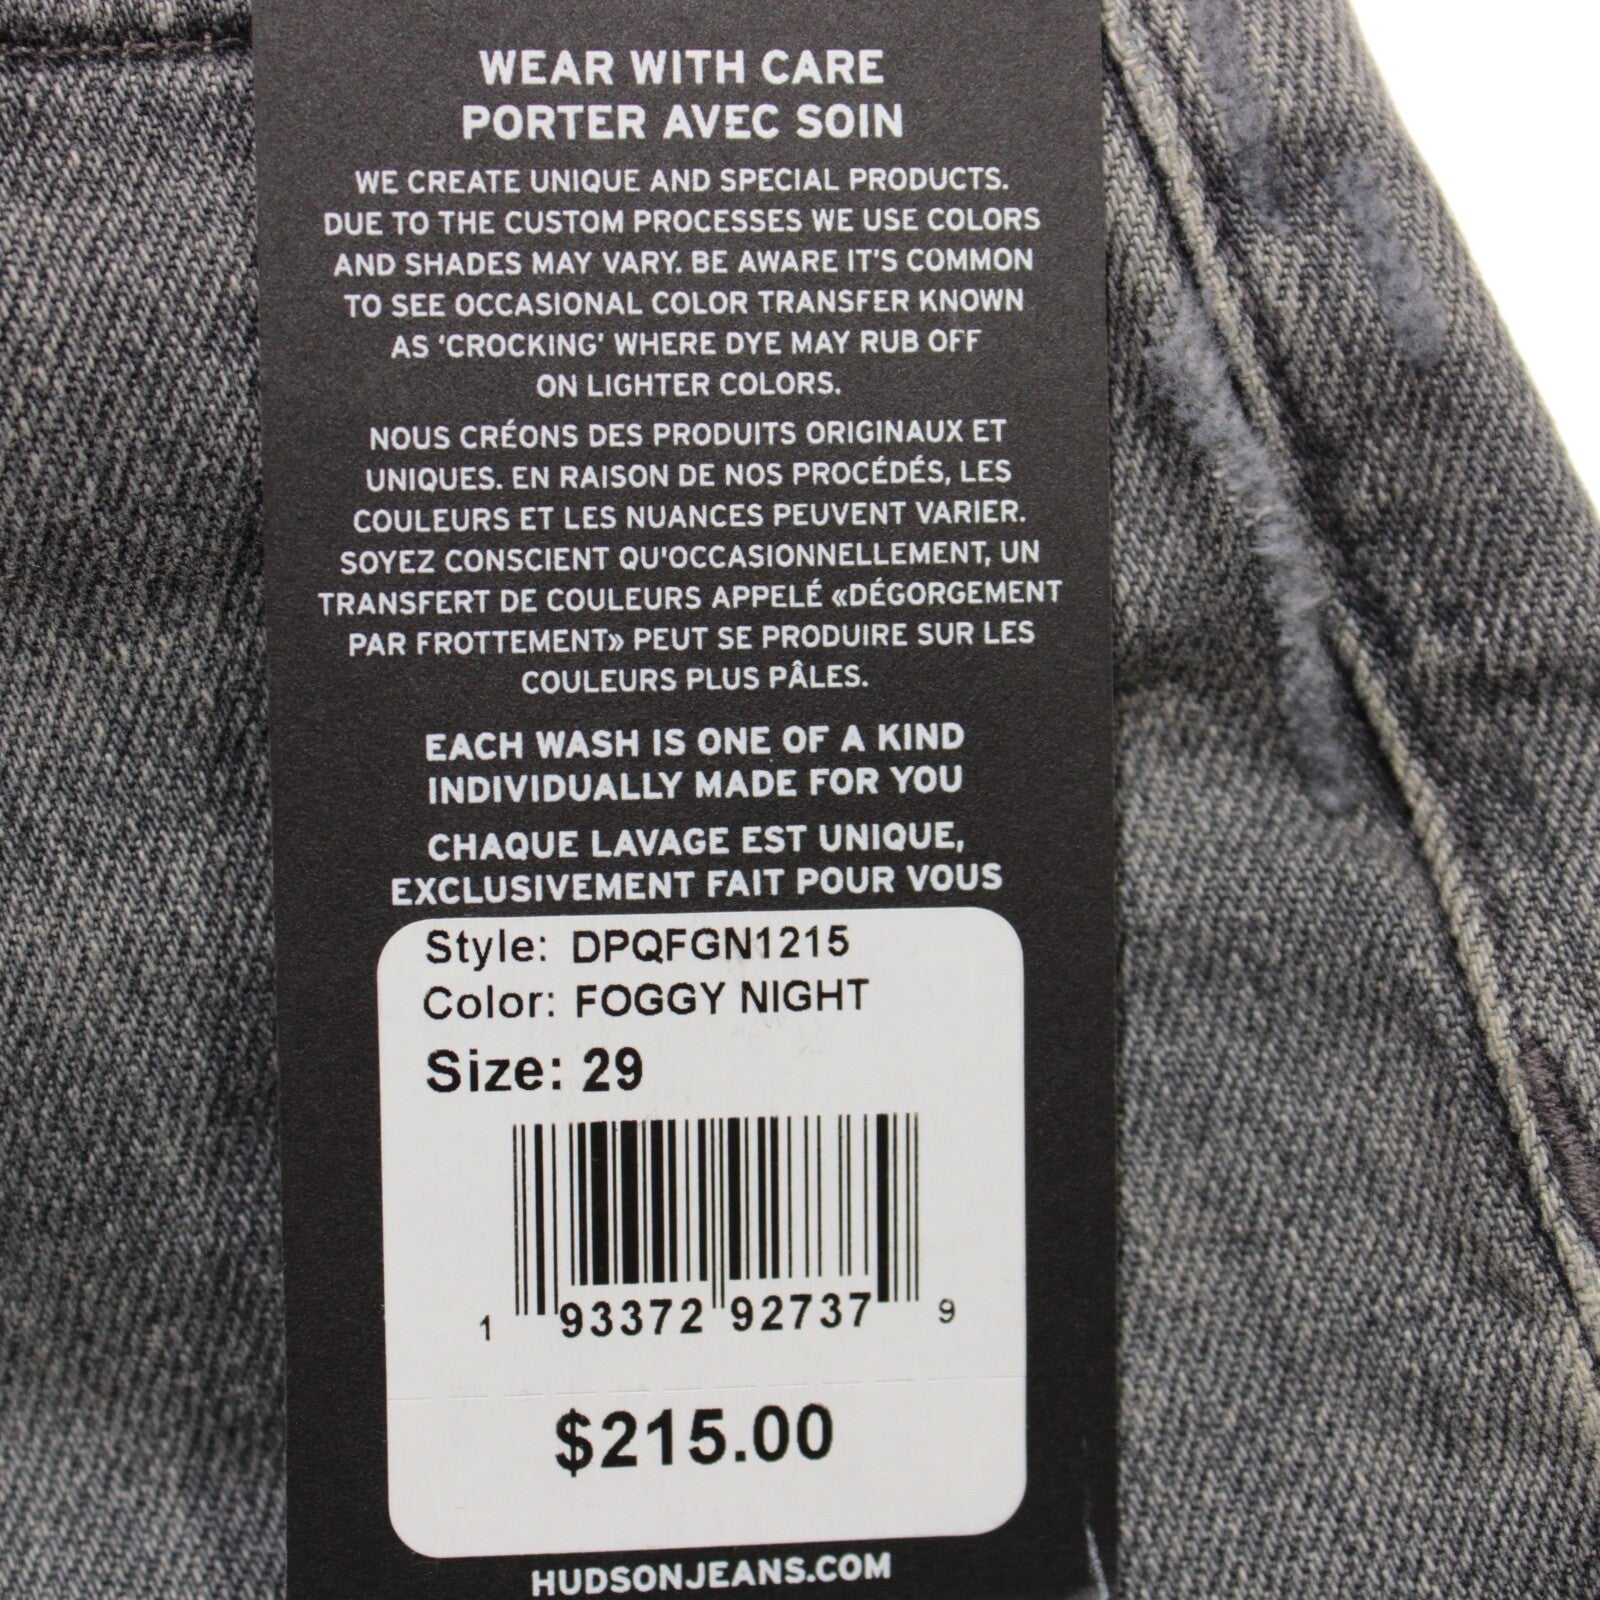 WEAR WITH CARE
PORTER AVEC SOIN
WE CREATE UNIQUE AND SPECIAL PRODUCTS.
DUE TO THE CUSTOM PROCESSES WE USE COLORS
AND SHADES MAY VARY. BE AWARE IT'S COMMON
TO SEE OCCASIONAL COLOR TRANSFER KNOWN
AS 'CROCKING' WHERE DYE MAY RUB OFF
ON LIGHTER COLORS.
NOUS CRÉONS DES PRODUITS ORIGINAUX ET
UNIQUES. EN RAISON DE NOS PROCÉDÉS, LES
COULEURS ET LES NUANCES PEUVENT VARIER.
SOYEZ CONSCIENT QU'OCCASIONNELLEMENT, UN
TRANSFERT DE COULEURS APPELÉ «DÉGORGEMENT
PAR FROTTEMENT» PEUT SE PRODUIRE SUR LES
COULEURS PLUS PÂLES.
EACH WASH IS ONE OF A KIND
INDIVIDUALLY MADE FOR YOU
CHAQUE LAVAGE EST UNIQUE,
EXCLUSIVEMENT FAIT POUR VOUS
Style: DPQFGN1215
Color: FOGGY NIGHT
Size: 29
1 93372 92737 9
$215.00
HUDSONJEANS.COM